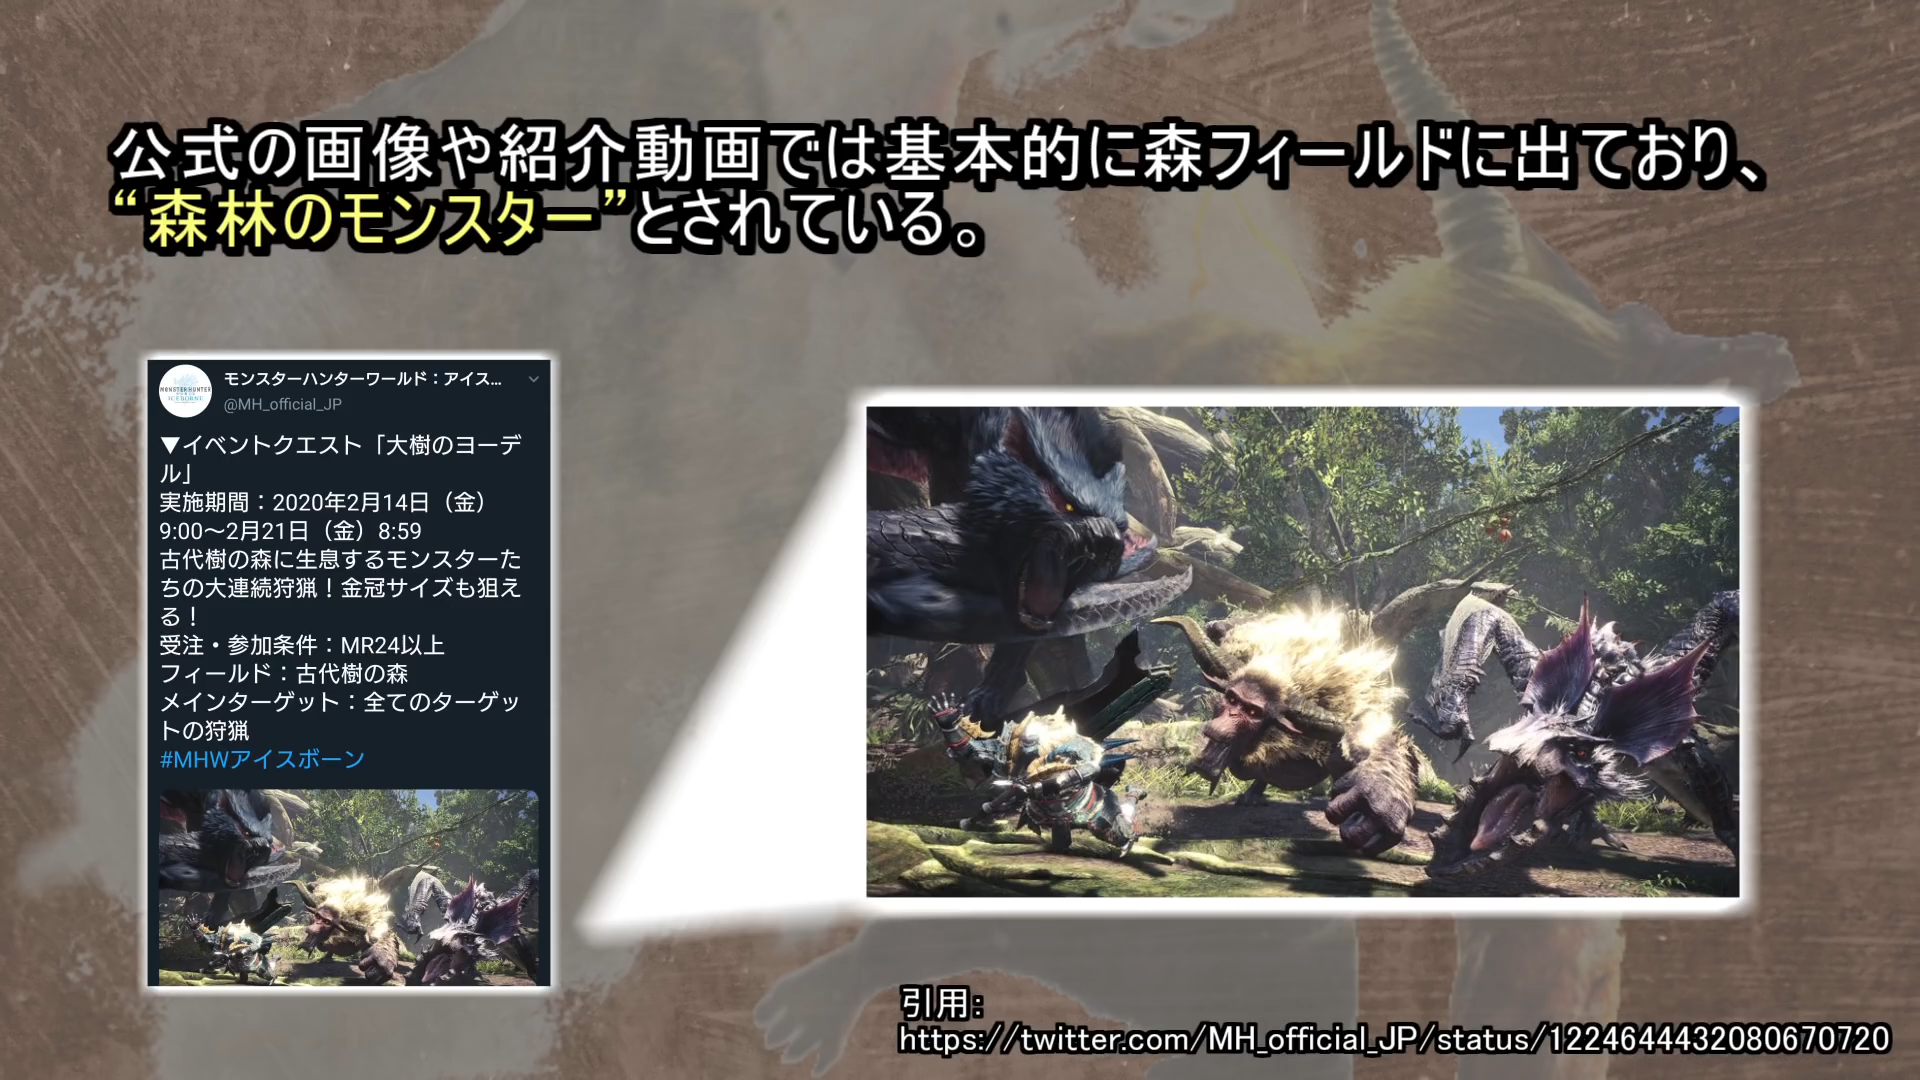 公式の画像や紹介動画では基本的に森フィールドに出ており、
“森林のモンスター”とされている。
モンスターハンターワールド：アイス...
@MH_official_JP
▼イベントクエスト「大樹のヨーデ
ル」
実施期間：2020年2月14日（金）
9:00～2月21日（金）8:59
古代樹の森に生息するモンスターた
ちの大連続狩猟！金冠サイズも狙え
る！
受注・参加条件：MR24以上
フィールド：古代樹の森
メインターゲット：全てのターゲッ
トの狩猟
#MHWアイスボーン
引用:
https://twitter.com/MH_official_JP/status/1224644432080670720